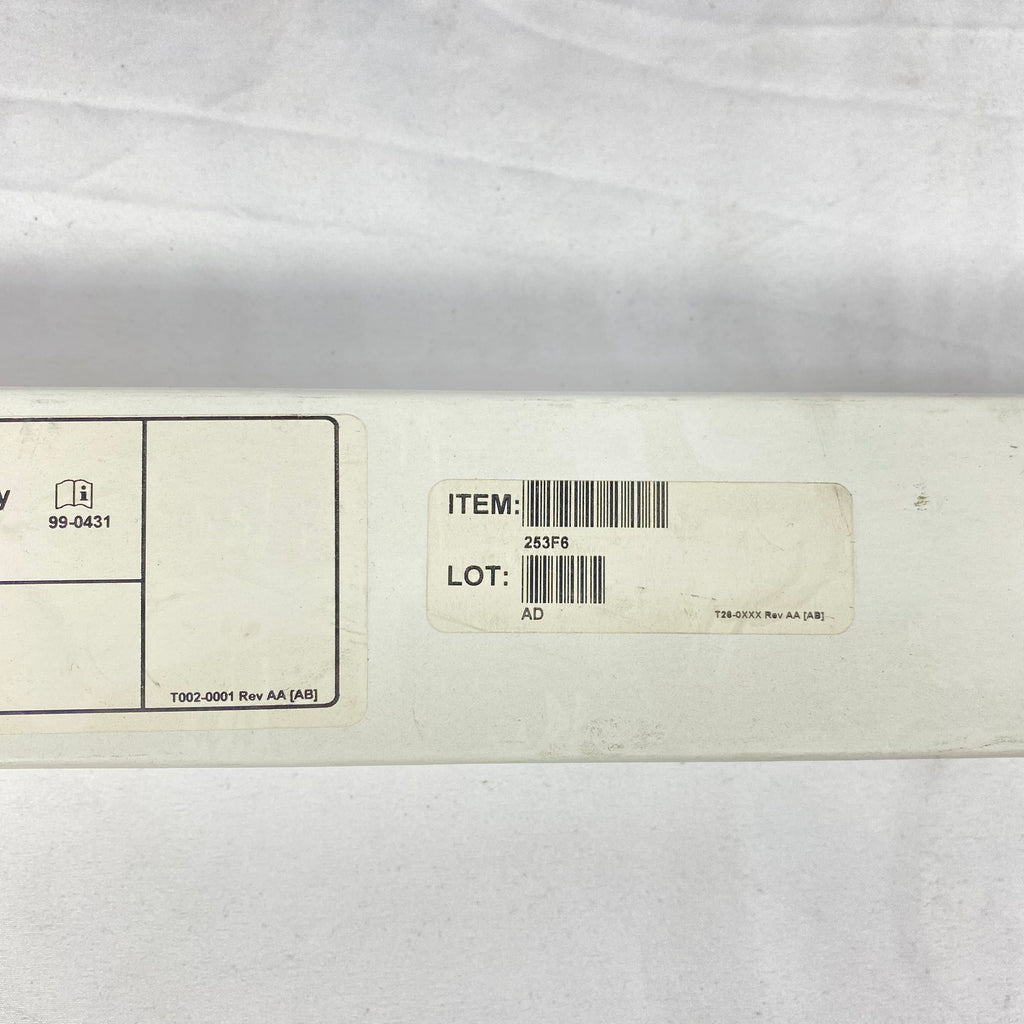 y
99-0431
T002-0001 Rev AA [AB]
ITEM:
253F6
LOT:
AD
T26-0XXX Rev AA [AB]